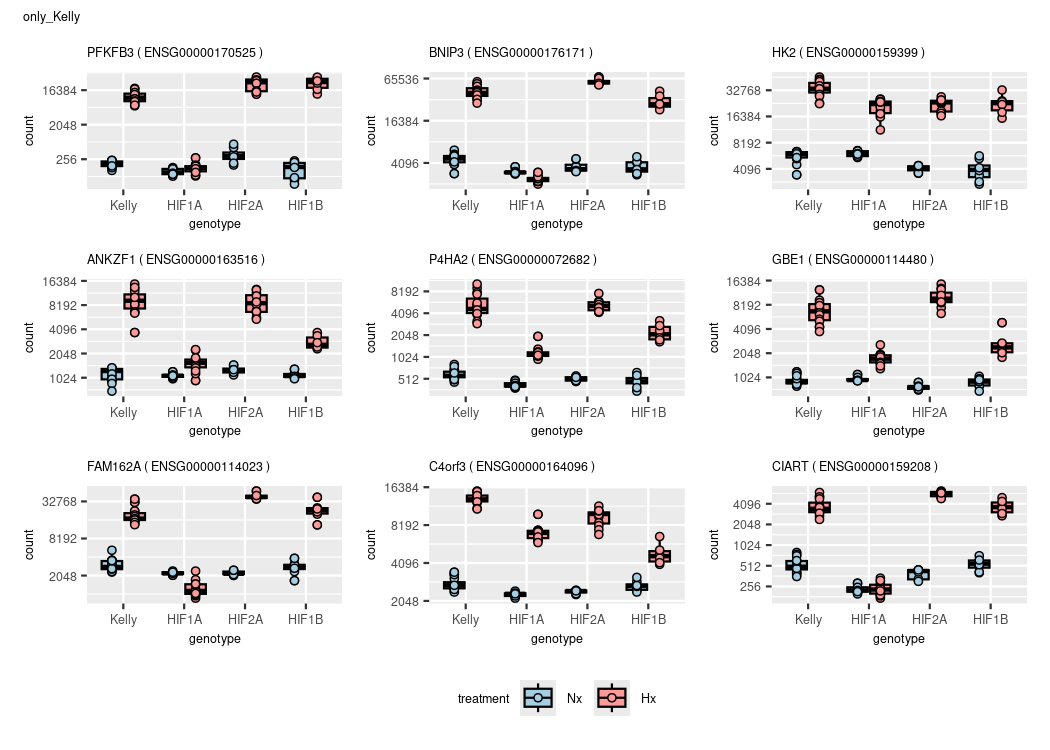 only_Kelly
PFKFB3 ( ENSG00000170525 )
BNIP3 ( ENSG00000176171 )
HK2 ( ENSG00000159399 )
count
16384
2048
256
Kelly HIF1A HIF2A HIF1B
genotype
count
65536
16384
4096
Kelly HIF1A HIF2A HIF1B
genotype
count
32768
16384
8192
4096
Kelly HIF1A HIF2A HIF1B
genotype
ANKZF1 ( ENSG00000163516 )
P4HA2 ( ENSG00000072682 )
GBE1 ( ENSG00000114480 )
count
16384
8192
4096
2048
1024
Kelly HIF1A HIF2A HIF1B
genotype
count
8192
4096
2048
1024
512
Kelly HIF1A HIF2A HIF1B
genotype
count
16384
8192
4096
2048
1024
Kelly HIF1A HIF2A HIF1B
genotype
FAM162A ( ENSG00000114023 )
C4orf3 ( ENSG00000164096 )
CIART ( ENSG00000159208 )
count
32768
8192
2048
Kelly HIF1A HIF2A HIF1B
genotype
count
16384
8192
4096
2048
Kelly HIF1A HIF2A HIF1B
genotype
count
4096
2048
1024
512
256
Kelly HIF1A HIF2A HIF1B
genotype
treatment Nx Hx